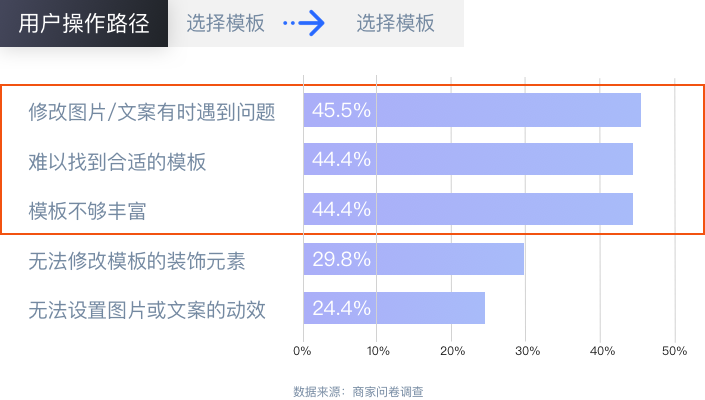 用户操作路径 选择模板 选择模板
修改图片/文案有时遇到问题 45.5%
难以找到合适的模板 44.4%
模板不够丰富 44.4%
无法修改模板的装饰元素 29.8%
无法设置图片或文案的动效 24.4%
0% 10% 20% 30% 40% 50%
数据来源：商家问卷调查